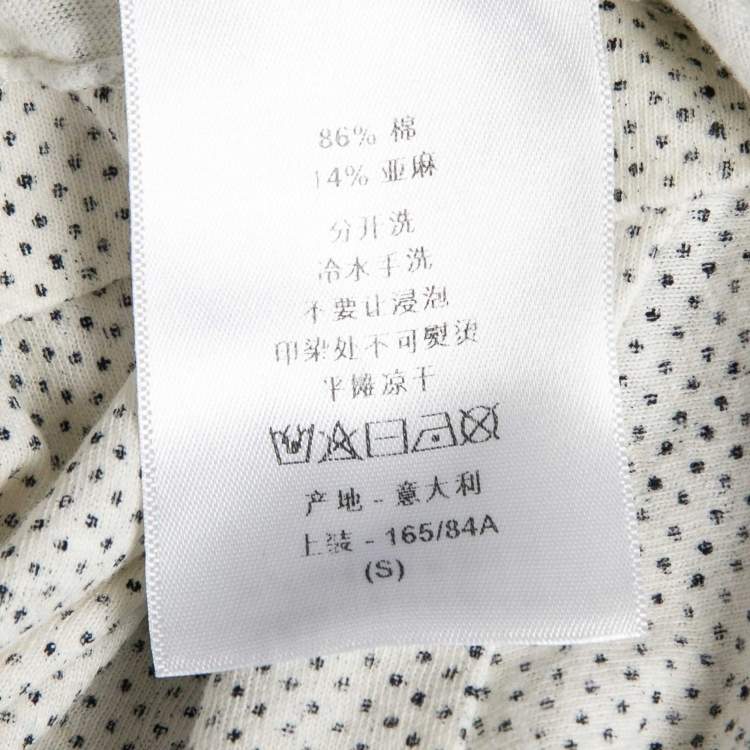 86% 棉
14% 亚麻
分开洗
冷水手洗
不要让浸泡
印染处不可熨烫
平摊凉干
产地 - 意大利
上装 - 165/84A
(S)